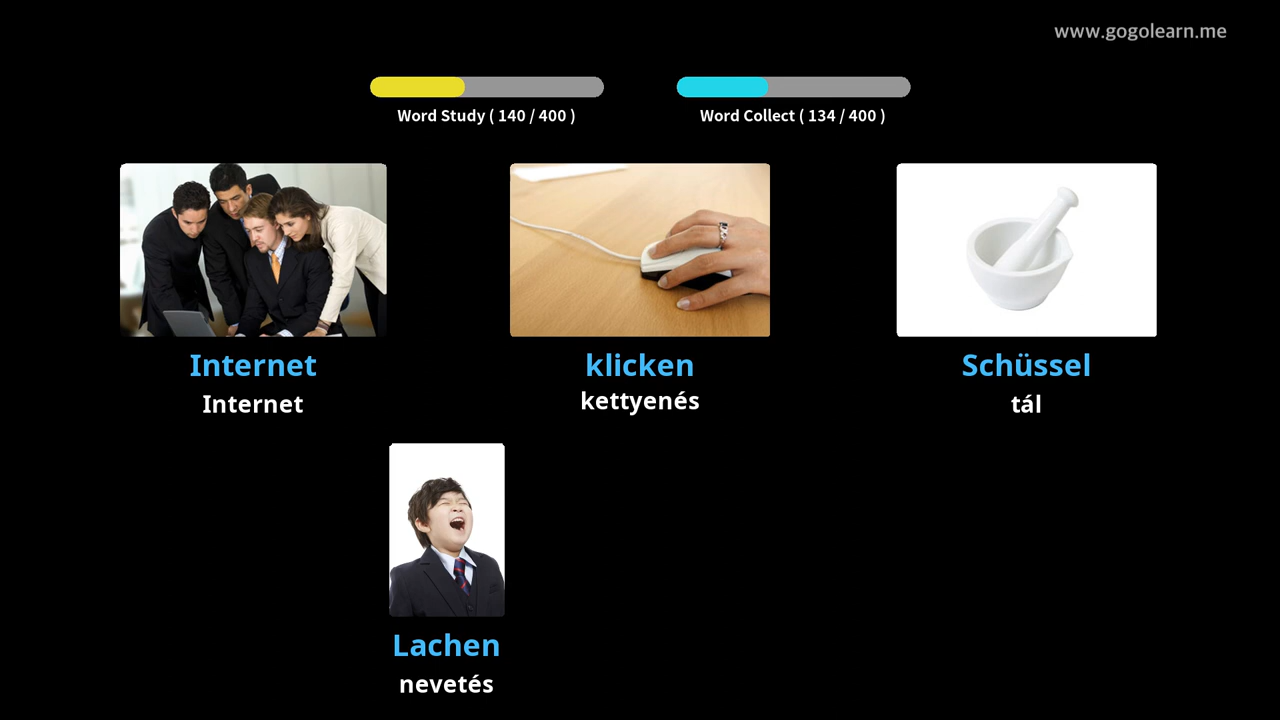 www.gogolearn.me
Word Study ( 140 / 400 )
Word Collect ( 134 / 400 )
Internet
Internet
klicken
kettyenés
Schüssel
tál
Lachen
nevetés